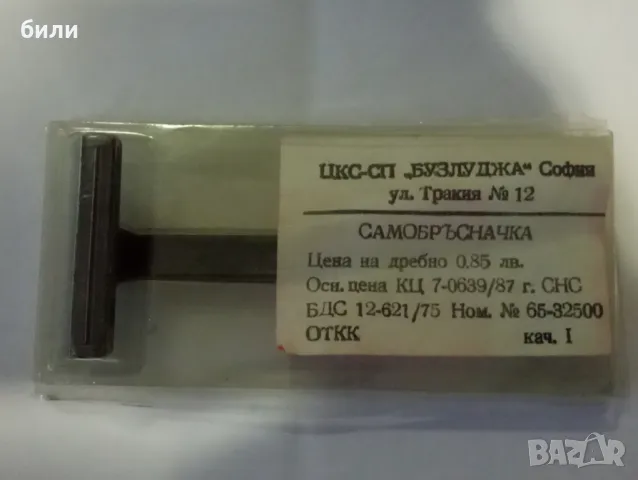 били
ЦКС-СП „БУЗЛУДЖА“ София
ул. Тракия № 12
САМОБРЪСНАЧКА
Цена на дребно 0,85 лв.
Осн. цена КЦ 7-0639/87 г. СНС
БДС 12-621/75 Ном. № 65-32500
ОТКК кач. I
BAZAR